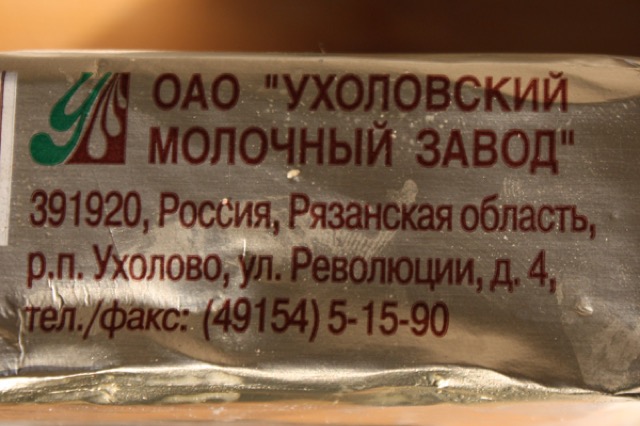 ОАО "УХОЛОВСКИЙ
МОЛОЧНЫЙ ЗАВОД"
391920, Россия, Рязанская область,
р.п. Ухолово, ул. Революции, д. 4,
тел./факс: (49154) 5-15-90